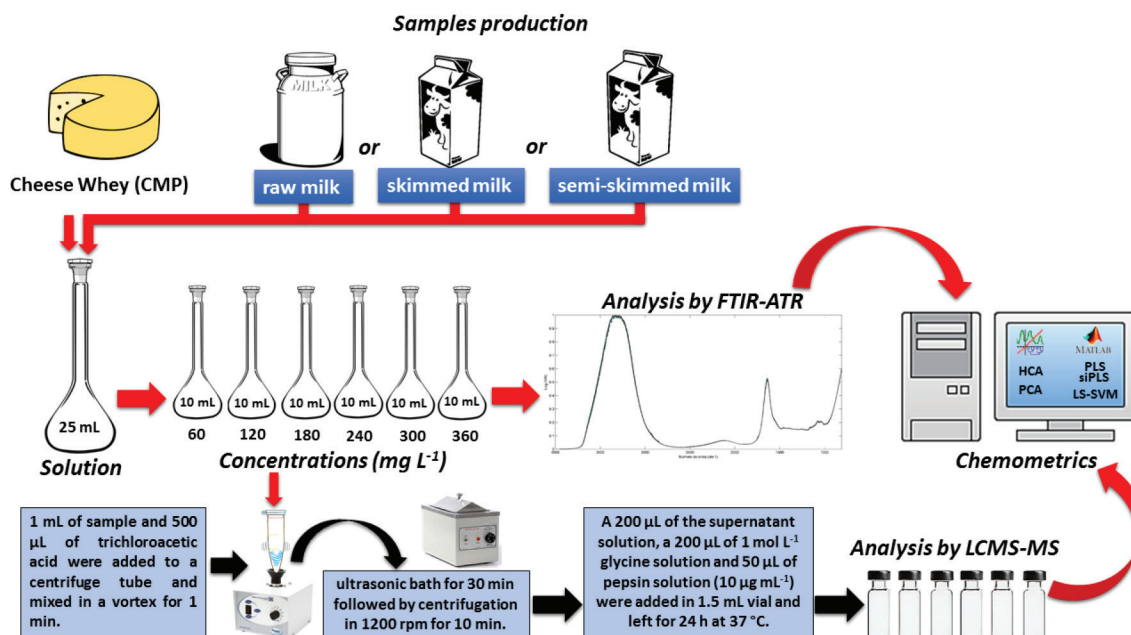 Samples production
MILK
or
or
Cheese Whey (CMP)
raw milk
skimmed milk
semi-skimmed milk
25 mL
Solution
10 mL
10 mL
10 mL
10 mL
10 mL
10 mL
60
120
180
240
300
360
Concentrations (mg L⁻¹)
Analysis by FTIR-ATR
HCA
PCA
MATLAB
PLS
siPLS
LS-SVM
Chemometrics
1 mL of sample and 500
µL of trichloroacetic
acid were added to a
centrifuge tube and
mixed in a vortex for 1
min.
ultrasonic bath for 30 min
followed by centrifugation
in 1200 rpm for 10 min.
A 200 µL of the supernatant
solution, a 200 µL of 1 mol L⁻¹
glycine solution and 50 µL of
pepsin solution (10 µg mL⁻¹)
were added in 1.5 mL vial and
left for 24 h at 37 °C.
Analysis by LCMS-MS